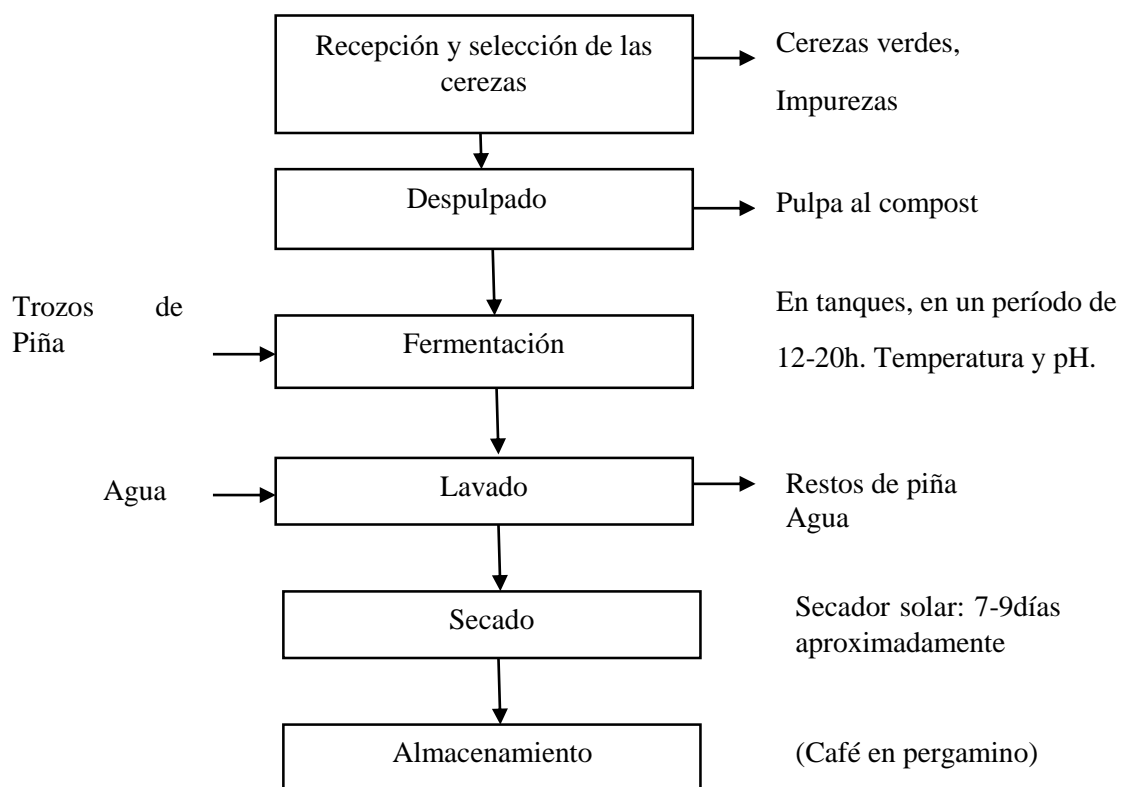 Recepción y selección de las
cerezas
Cerezas verdes,
Impurezas
Despulpado
Pulpa al compost
Trozos de
Piña
Fermentación
En tanques, en un período de
12-20h. Temperatura y pH.
Agua
Lavado
Restos de piña
Agua
Secado
Secador solar: 7-9días
aproximadamente
Almacenamiento
(Café en pergamino)